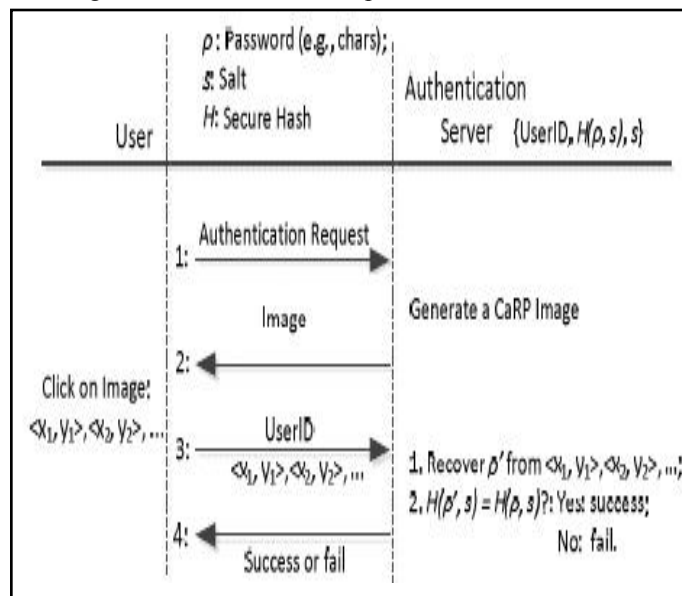 ρ: Password (e.g., chars);
s: Salt
H: Secure Hash
User
Authentication
Server {UserID, H(ρ, s), s}
1: Authentication Request
Generate a CaRP Image
2: Image
Click on Image:
<x₁, y₁>,<x₂, y₂>, ...
3: UserID
<x₁, y₁>,<x₂, y₂>, ...
1. Recover ρ′ from <x₁, y₁>,<x₂, y₂>, ...;
2. H(ρ′, s) = H(ρ, s)?: Yes: success;
No: fail.
4: Success or fail